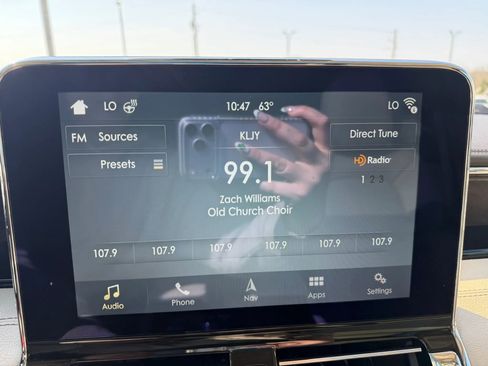 LO 10:47 63° LO
FM Sources KLJY Direct Tune
Presets HD Radio
99.1 1 2 3
Zach Williams
Old Church Choir
107.9 107.9 107.9 107.9 107.9 107.9
Audio Phone Nav Apps Settings